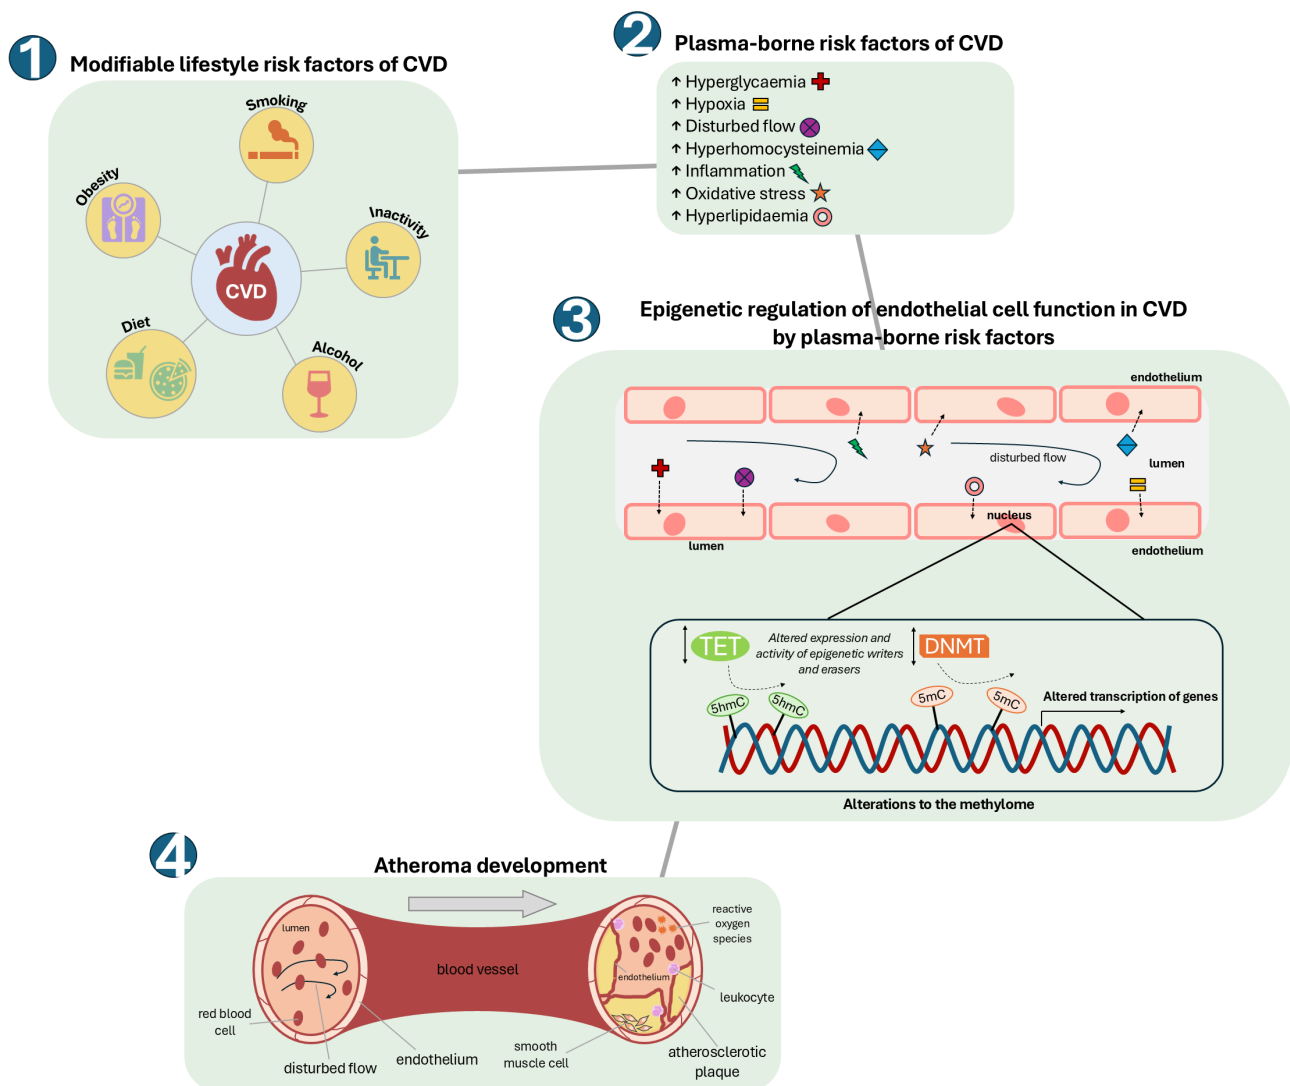 1
Modifiable lifestyle risk factors of CVD
Smoking
Obesity
Inactivity
CVD
Diet
Alcohol
2
Plasma-borne risk factors of CVD
↑ Hyperglycaemia
↑ Hypoxia
↑ Disturbed flow
↑ Hyperhomocysteinemia
↑ Inflammation
↑ Oxidative stress
↑ Hyperlipidaemia
3
Epigenetic regulation of endothelial cell function in CVD
by plasma-borne risk factors
endothelium
disturbed flow
lumen
nucleus
lumen
endothelium
TET
Altered expression and
activity of epigenetic writers
and erasers
DNMT
5hmC
5hmC
5mC
5mC
Altered transcription of genes
Alterations to the methylome
4
Atheroma development
lumen
blood vessel
reactive
oxygen
species
endothelium
leukocyte
red blood
cell
disturbed flow
endothelium
smooth
muscle cell
atherosclerotic
plaque